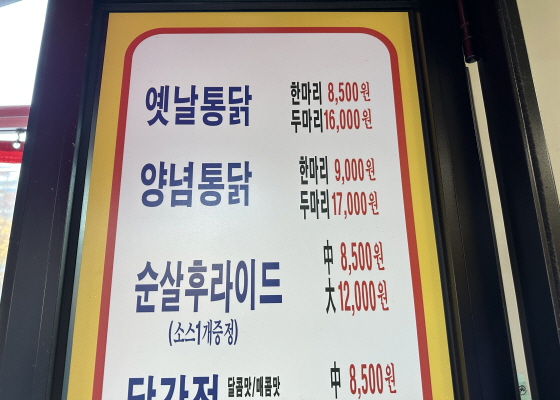 옛날통닭 한마리 8,500원
두마리 16,000원
양념통닭 한마리 9,000원
두마리 17,000원
순살후라이드 中 8,500원
大 12,000원
(소스1개증정)
닭강정 달콤맛/매콤맛 中 8,500원